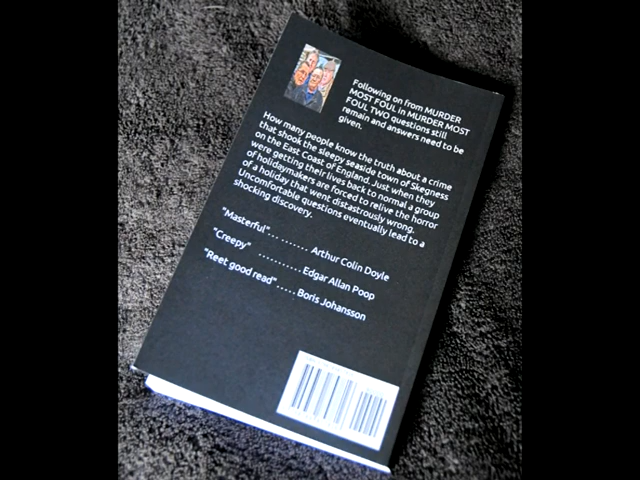 Following on from MURDER
MOST FOUL in MURDER MOST
FOUL TWO questions still
remain and answers need to be
given.
How many people know the truth about a crime
that shook the sleepy seaside town of Skegness
on the East Coast of England. Just when they
were getting their lives back to normal a group
of holidaymakers are forced to relive the horror
of a holiday that went distastrously wrong.
Uncomfortable questions eventually lead to a
shocking discovery.
"Masterful"... ....... Arthur Colin Doyle
"Creepy" ........... Edgar Allan Poop
"Reet good read"..... Boris Johansson